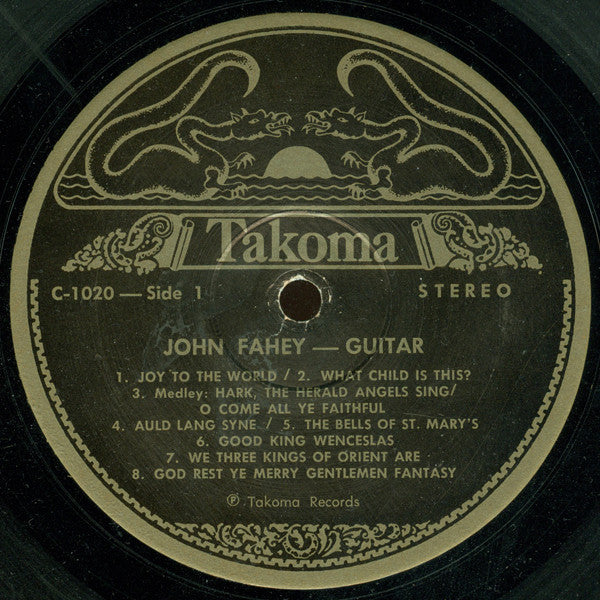 Takoma
C-1020 — Side 1
STEREO
JOHN FAHEY — GUITAR
1. JOY TO THE WORLD / 2. WHAT CHILD IS THIS?
3. Medley: HARK, THE HERALD ANGELS SING/
O COME ALL YE FAITHFUL
4. AULD LANG SYNE / 5. THE BELLS OF ST. MARY'S
6. GOOD KING WENCESLAS
7. WE THREE KINGS OF ORIENT ARE
8. GOD REST YE MERRY GENTLEMEN FANTASY
℗ Takoma Records